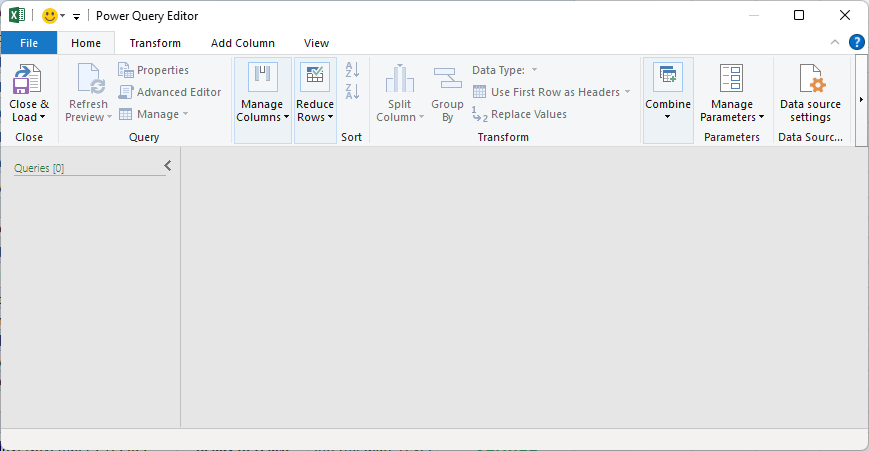 Power Query Editor
File Home Transform Add Column View
Close & Load
Close
Refresh Preview
Properties
Advanced Editor
Manage
Query
Manage Columns
Reduce Rows
A Z
Z A
Sort
Split Column
Group By
Data Type:
Use First Row as Headers
1 2 Replace Values
Transform
Combine
Manage Parameters
Parameters
Data source settings
Data Sourc...
Queries [0]